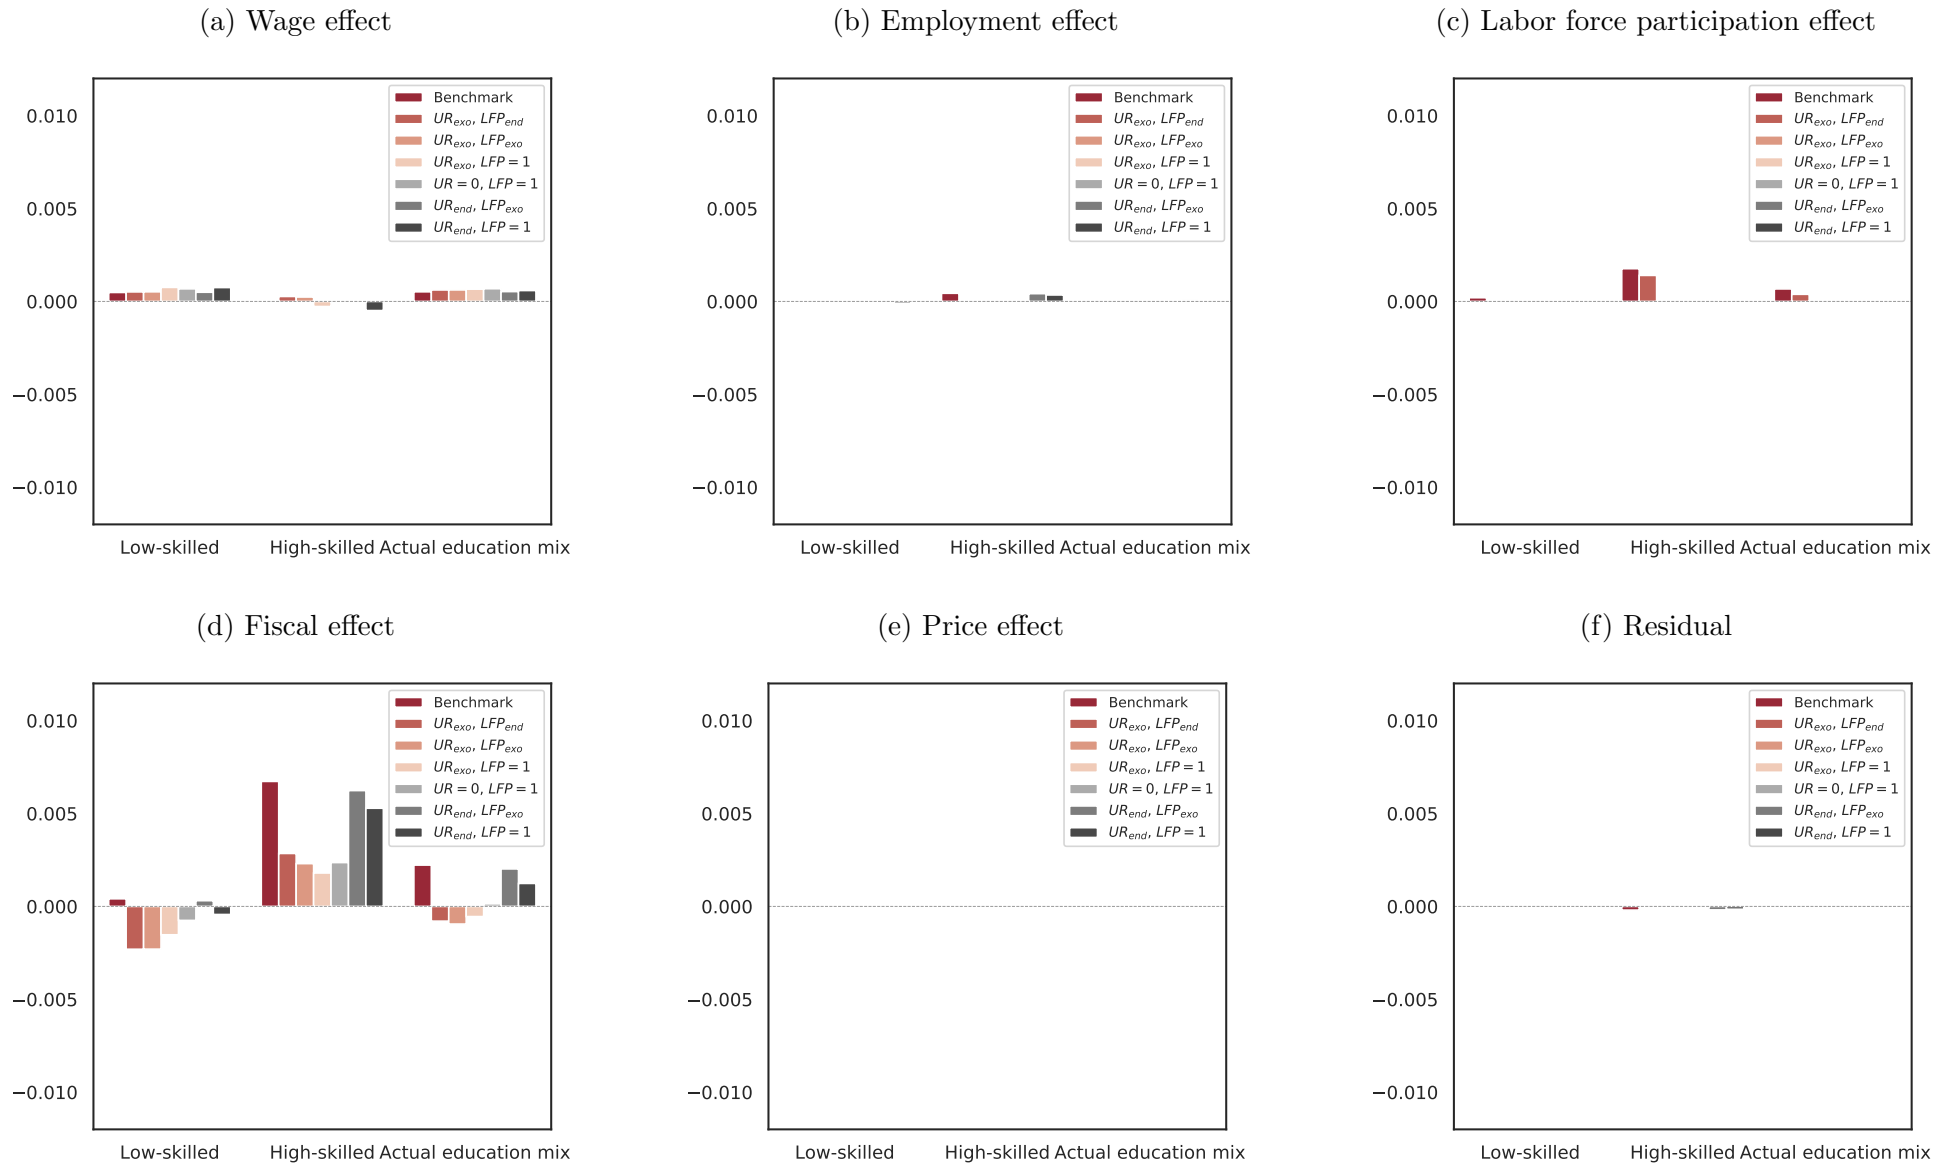 (a) Wage effect
0.010
0.005
0.000
−0.005
−0.010
Benchmark
UR_exo, LFP_end
UR_exo, LFP_exo
UR_exo, LFP = 1
UR = 0, LFP = 1
UR_end, LFP_exo
UR_end, LFP = 1
Low-skilled High-skilled Actual education mix
(b) Employment effect
0.010
0.005
0.000
−0.005
−0.010
Benchmark
UR_exo, LFP_end
UR_exo, LFP_exo
UR_exo, LFP = 1
UR = 0, LFP = 1
UR_end, LFP_exo
UR_end, LFP = 1
Low-skilled High-skilled Actual education mix
(c) Labor force participation effect
0.010
0.005
0.000
−0.005
−0.010
Benchmark
UR_exo, LFP_end
UR_exo, LFP_exo
UR_exo, LFP = 1
UR = 0, LFP = 1
UR_end, LFP_exo
UR_end, LFP = 1
Low-skilled High-skilled Actual education mix
(d) Fiscal effect
0.010
0.005
0.000
−0.005
−0.010
Benchmark
UR_exo, LFP_end
UR_exo, LFP_exo
UR_exo, LFP = 1
UR = 0, LFP = 1
UR_end, LFP_exo
UR_end, LFP = 1
Low-skilled High-skilled Actual education mix
(e) Price effect
0.010
0.005
0.000
−0.005
−0.010
Benchmark
UR_exo, LFP_end
UR_exo, LFP_exo
UR_exo, LFP = 1
UR = 0, LFP = 1
UR_end, LFP_exo
UR_end, LFP = 1
Low-skilled High-skilled Actual education mix
(f) Residual
0.010
0.005
0.000
−0.005
−0.010
Benchmark
UR_exo, LFP_end
UR_exo, LFP_exo
UR_exo, LFP = 1
UR = 0, LFP = 1
UR_end, LFP_exo
UR_end, LFP = 1
Low-skilled High-skilled Actual education mix